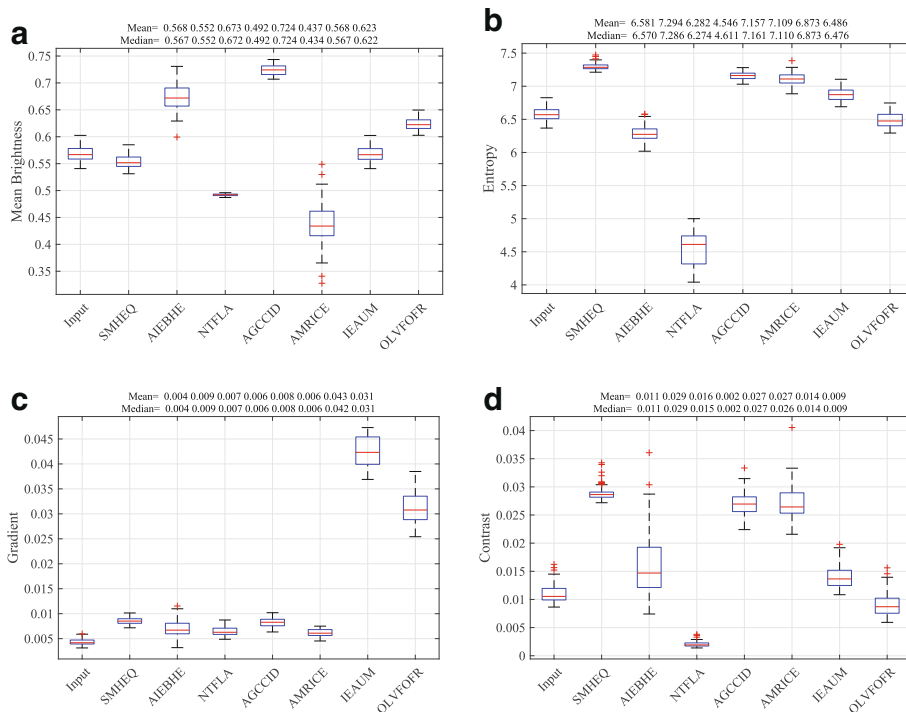 a
Mean= 0.568 0.552 0.673 0.492 0.724 0.437 0.568 0.623
Median= 0.567 0.552 0.672 0.492 0.724 0.434 0.567 0.622
0.75
0.7
0.65
0.6
0.55
0.5
0.45
0.4
0.35
Mean Brightness
Input SMHEQ AIEBHE NTFLA AGCCID AMRICE IEAUM OLVFOFR
b
Mean= 6.581 7.294 6.282 4.546 7.157 7.109 6.873 6.486
Median= 6.570 7.286 6.274 4.611 7.161 7.110 6.873 6.476
7.5
7
6.5
6
5.5
5
4.5
4
Entropy
Input SMHEQ AIEBHE NTFLA AGCCID AMRICE IEAUM OLVFOFR
c
Mean= 0.004 0.009 0.007 0.006 0.008 0.006 0.043 0.031
Median= 0.004 0.009 0.007 0.006 0.008 0.006 0.042 0.031
0.045
0.04
0.035
0.03
0.025
0.02
0.015
0.01
0.005
Gradient
Input SMHEQ AIEBHE NTFLA AGCCID AMRICE IEAUM OLVFOFR
d
Mean= 0.011 0.029 0.016 0.002 0.027 0.027 0.014 0.009
Median= 0.011 0.029 0.015 0.002 0.027 0.026 0.014 0.009
0.04
0.035
0.03
0.025
0.02
0.015
0.01
0.005
0
Contrast
Input SMHEQ AIEBHE NTFLA AGCCID AMRICE IEAUM OLVFOFR